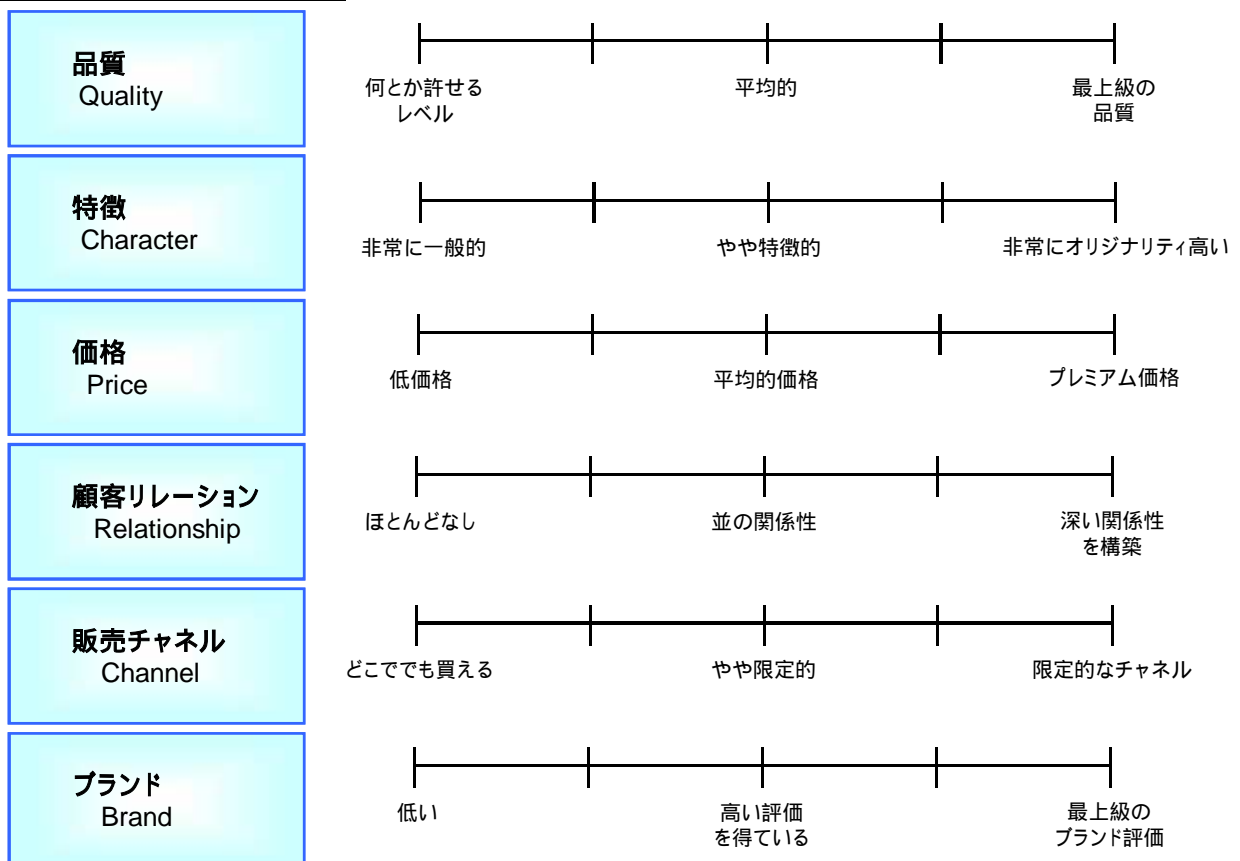 品質
Quality
何とか許せる
レベル
平均的
最上級の
品質
特徴
Character
非常に一般的
やや特徴的
非常にオリジナリティ高い
価格
Price
低価格
平均的価格
プレミアム価格
顧客リレーション
Relationship
ほとんどなし
並の関係性
深い関係性
を構築
販売チャネル
Channel
どこででも買える
やや限定的
限定的なチャネル
ブランド
Brand
低い
高い評価
を得ている
最上級の
ブランド評価